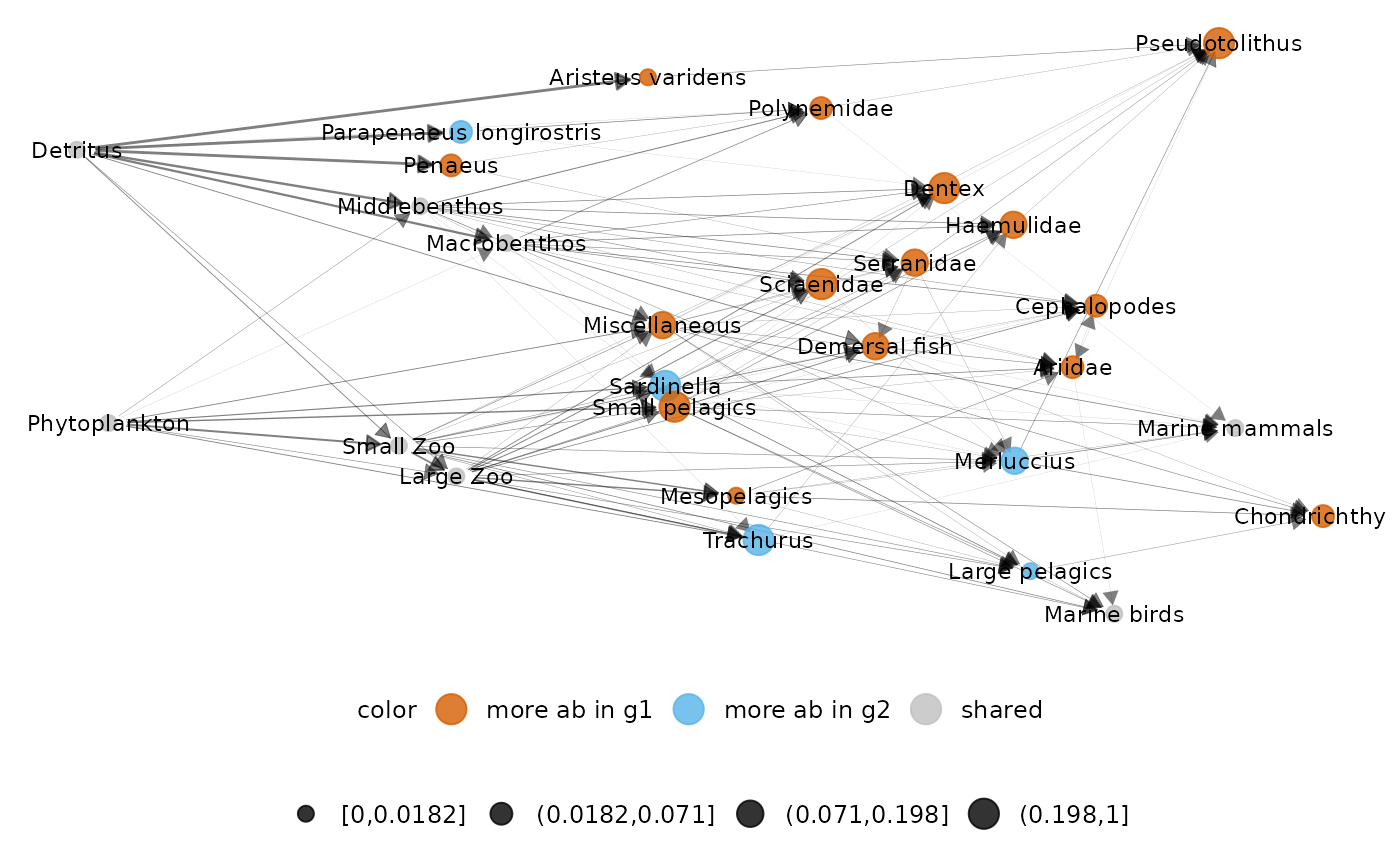 Pseudotolithus
Aristeus varidens
Polynemidae
Parapenaeus longirostris
Detritus
Penaeus
Dentex
Middlebenthos
Haemulidae
Macrobenthos
Serranidae
Sciaenidae
Cephalopodes
Miscellaneous
Demersal fish
Ariidae
Sardinella
Small pelagics
Phytoplankton
Marine mammals
Small Zoo
Merluccius
Large Zoo
Mesopelagics
Chondrichthy
Trachurus
Large pelagics
Marine birds
color more ab in g1 more ab in g2 shared
[0,0.0182] (0.0182,0.071] (0.071,0.198] (0.198,1]